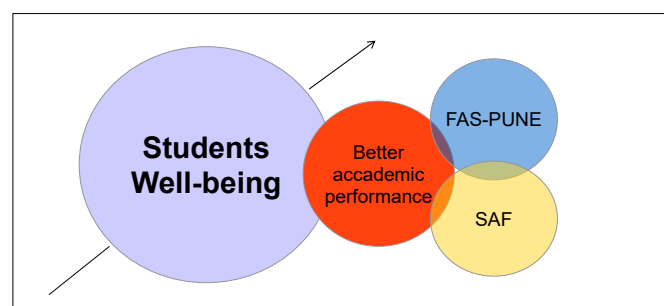 Students
Well-being
Better
accademic
performance
FAS-PUNE
SAF